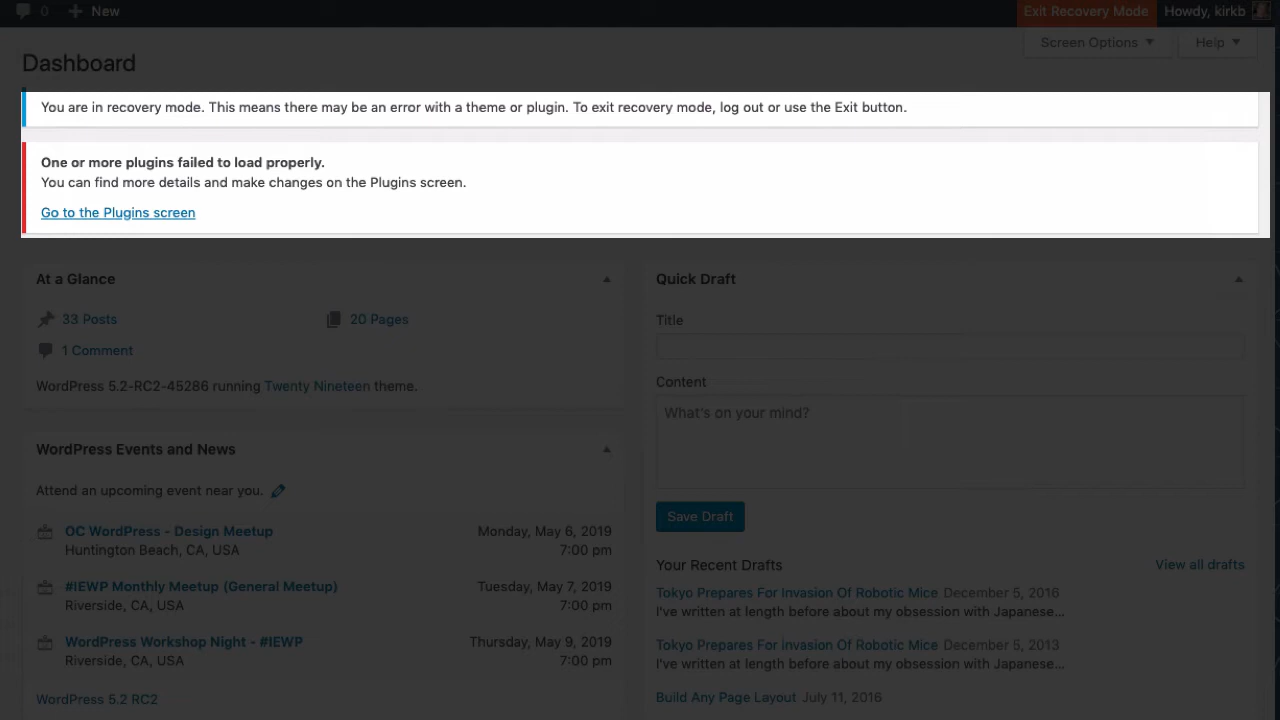 0 New Exit Recovery Mode Howdy, kirkb
Screen Options Help
Dashboard
You are in recovery mode. This means there may be an error with a theme or plugin. To exit recovery mode, log out or use the Exit button.
One or more plugins failed to load properly.
You can find more details and make changes on the Plugins screen.
Go to the Plugins screen
At a Glance
33 Posts 20 Pages
1 Comment
WordPress 5.2-RC2-45286 running Twenty Nineteen theme.
WordPress Events and News
Attend an upcoming event near you.
OC WordPress - Design Meetup Monday, May 6, 2019
Huntington Beach, CA, USA 7:00 pm
#IEWP Monthly Meetup (General Meetup) Tuesday, May 7, 2019
Riverside, CA, USA 7:00 pm
WordPress Workshop Night - #IEWP Thursday, May 9, 2019
Riverside, CA, USA 7:00 pm
WordPress 5.2 RC2
Quick Draft
Title
Content
What's on your mind?
Save Draft
Your Recent Drafts View all drafts
Tokyo Prepares For Invasion Of Robotic Mice December 5, 2016
I've written at length before about my obsession with Japanese...
Tokyo Prepares For Invasion Of Robotic Mice December 5, 2013
I've written at length before about my obsession with Japanese...
Build Any Page Layout July 11, 2016